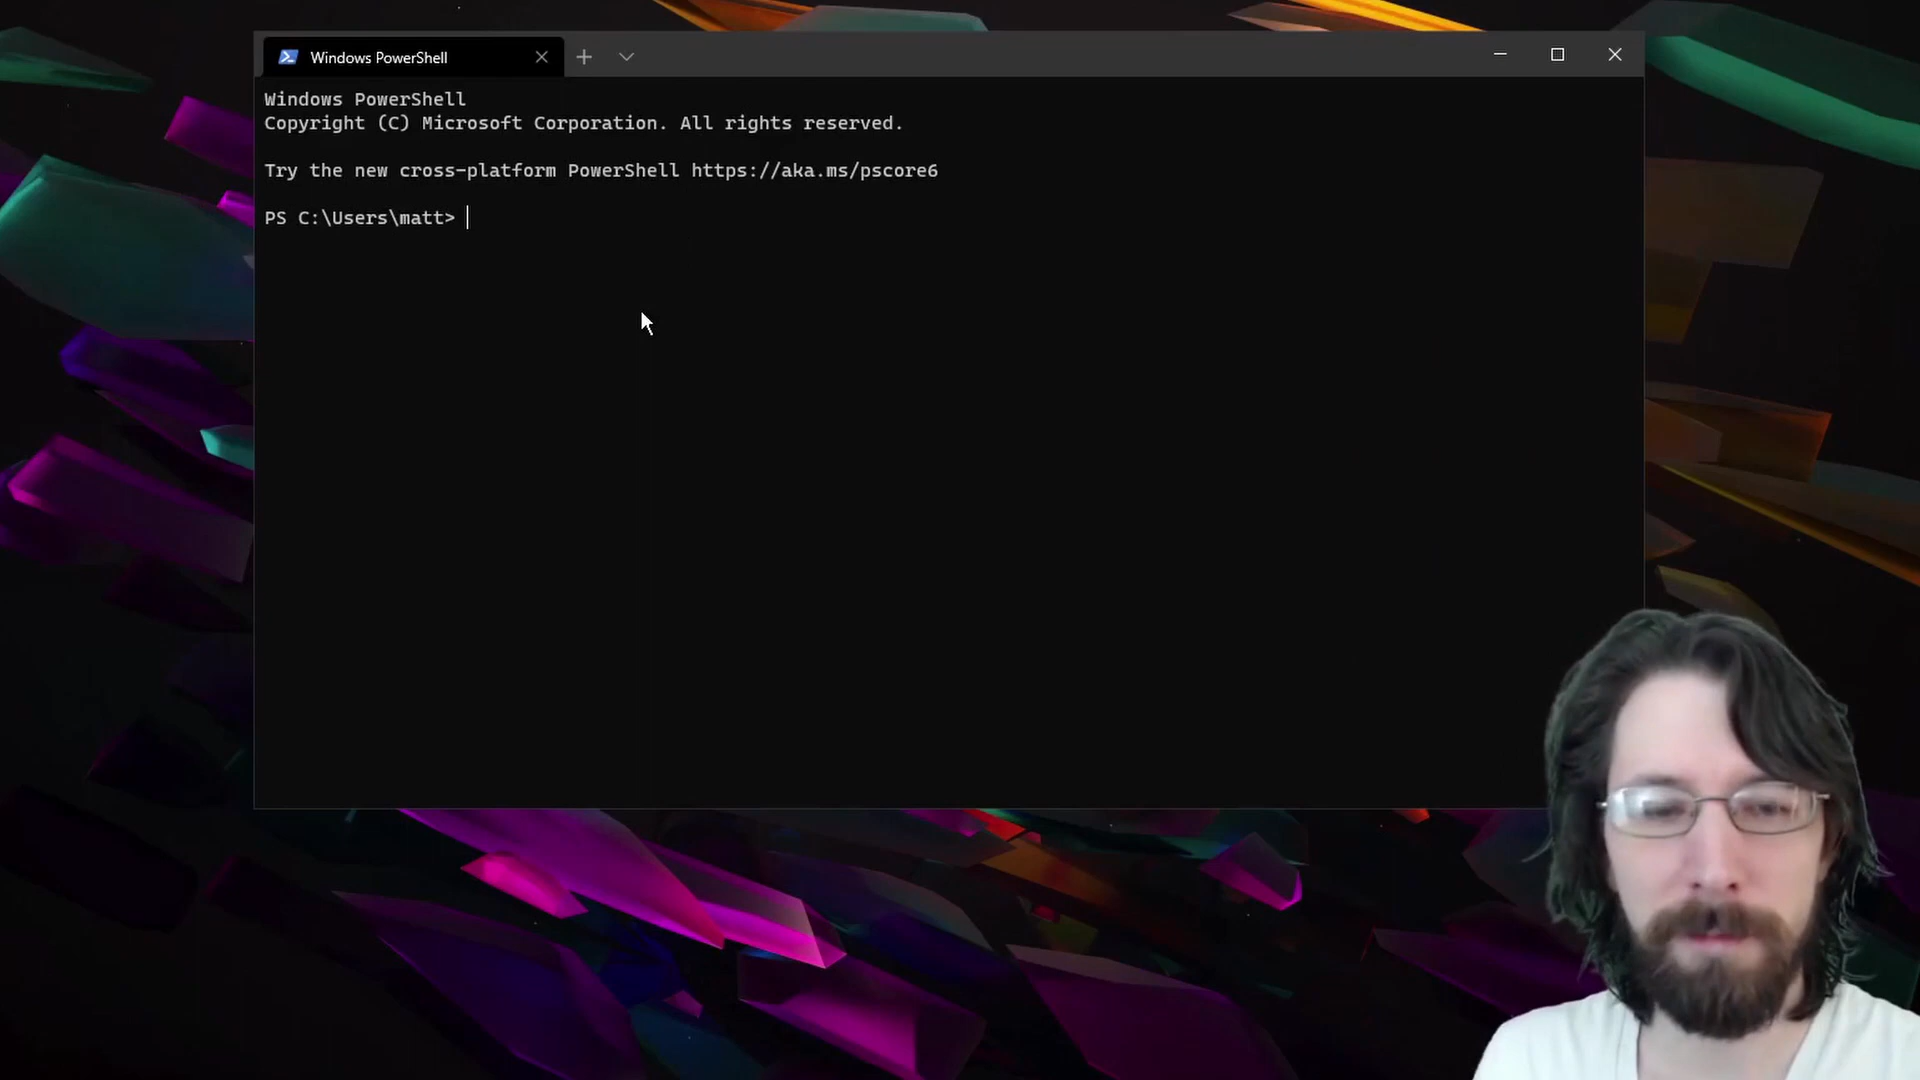 Windows PowerShell
Windows PowerShell
Copyright (C) Microsoft Corporation. All rights reserved.
Try the new cross-platform PowerShell https://aka.ms/pscore6
PS C:\Users\matt>